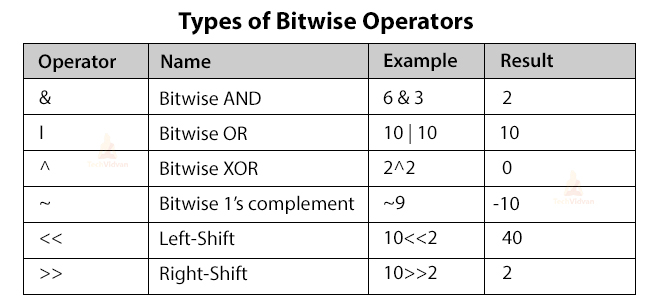 Types of Bitwise Operators
Operator Name Example Result
& Bitwise AND 6 & 3 2
| Bitwise OR 10 | 10 10
^ Bitwise XOR 2^2 0
~ Bitwise 1's complement ~9 -10
<< Left-Shift 10<<2 40
>> Right-Shift 10>>2 2